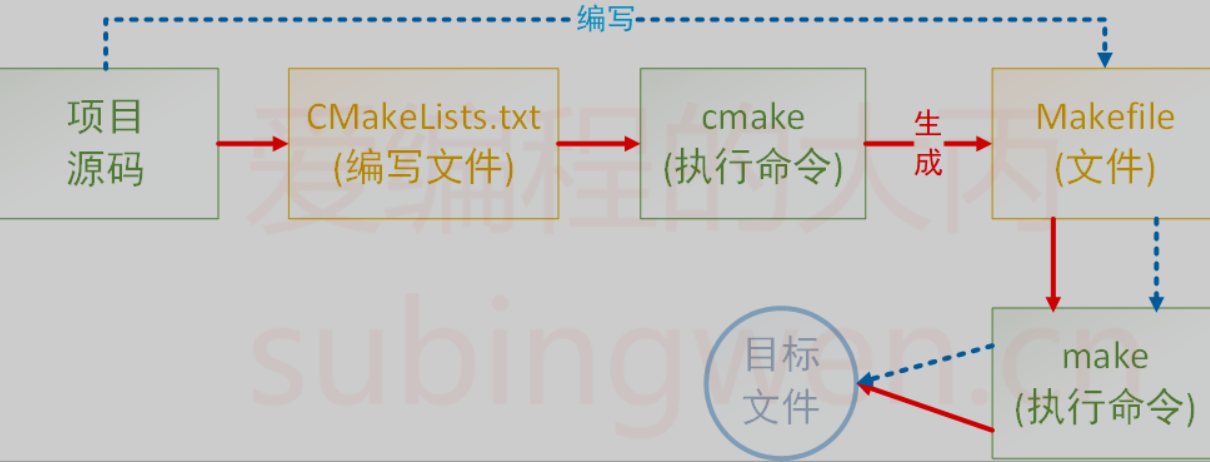 编写
项目
源码
CMakeLists.txt
(编写文件)
cmake
(执行命令)
生
成
Makefile
(文件)
目标
文件
make
(执行命令)
爱编程的大丙
subingwen.cn